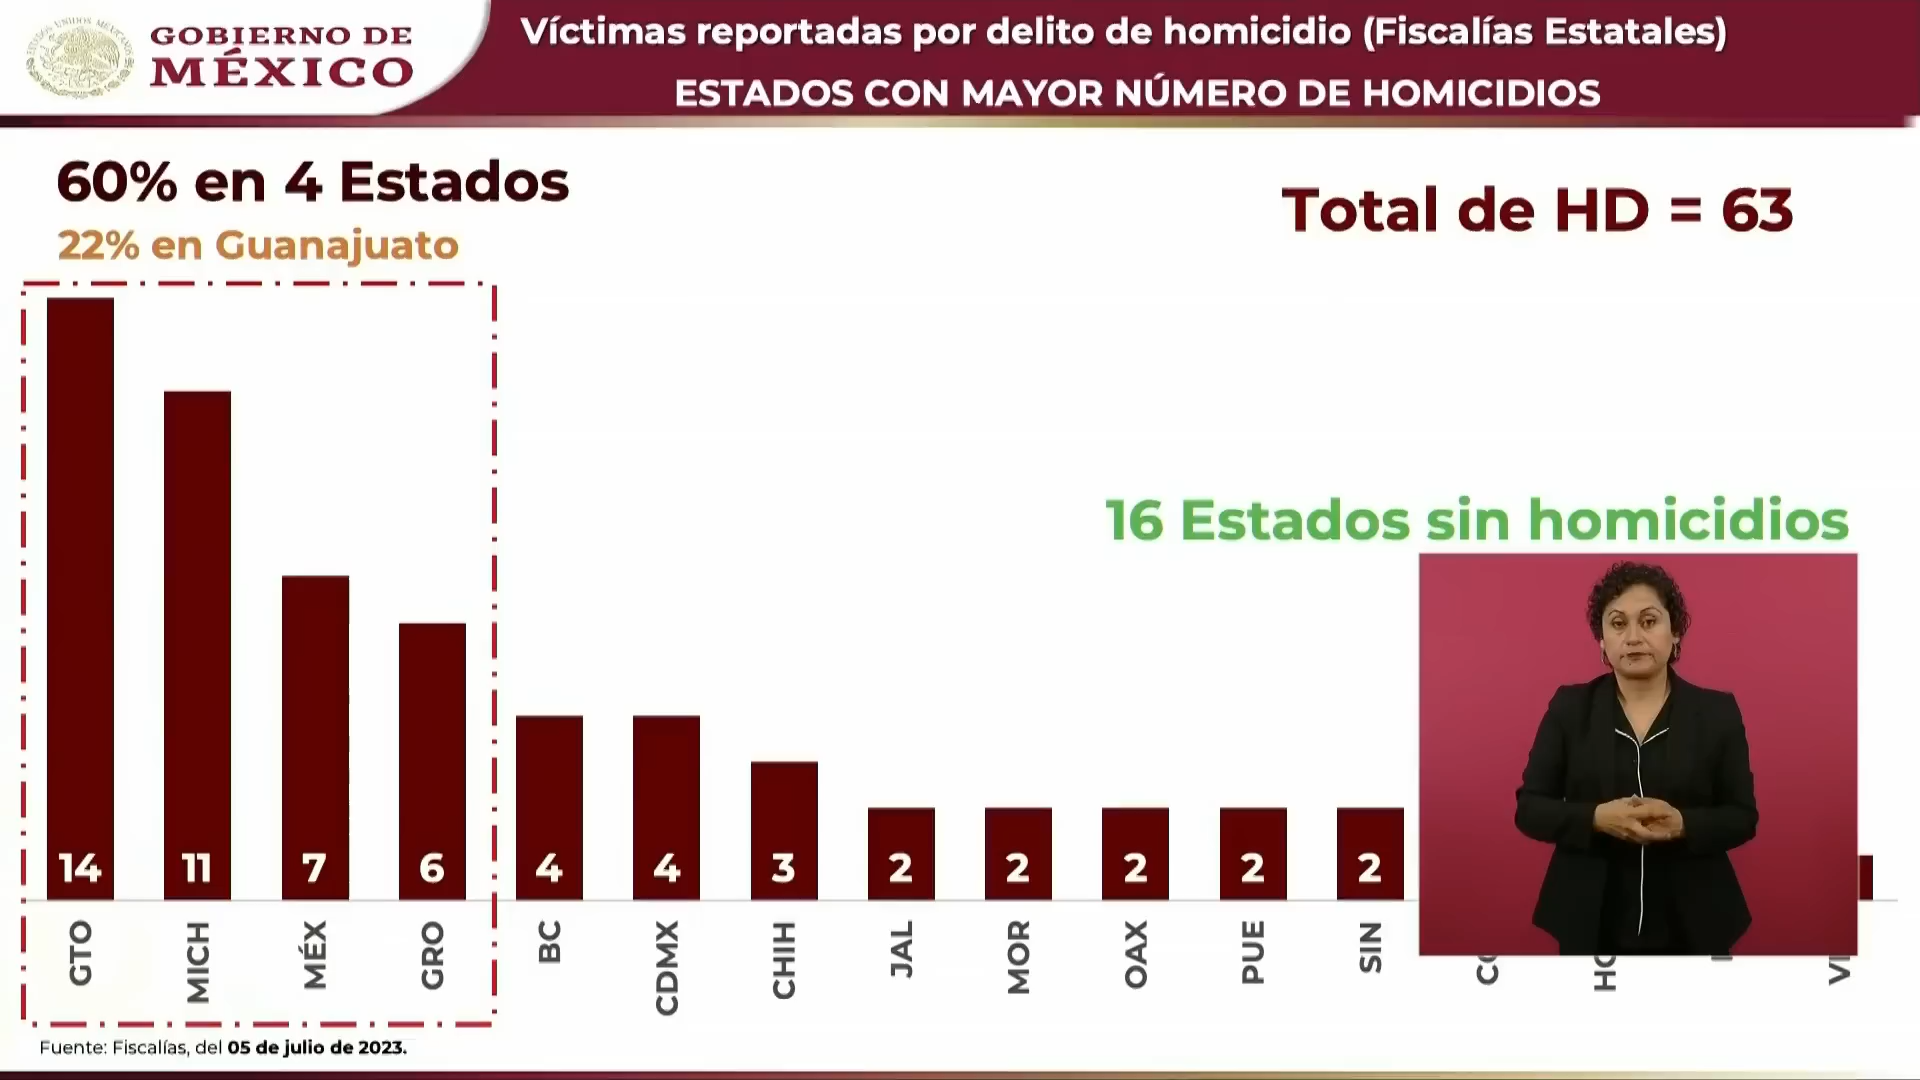 GOBIERNO DE
MÉXICO
Víctimas reportadas por delito de homicidio (Fiscalías Estatales)
ESTADOS CON MAYOR NÚMERO DE HOMICIDIOS
60% en 4 Estados
22% en Guanajuato
Total de HD = 63
16 Estados sin homicidios
14 11 7 6 4 4 3 2 2 2 2 2
GTO MICH MÉX GRO BC CDMX CHIH JAL MOR OAX PUE SIN
Fuente: Fiscalías, del 05 de julio de 2023.